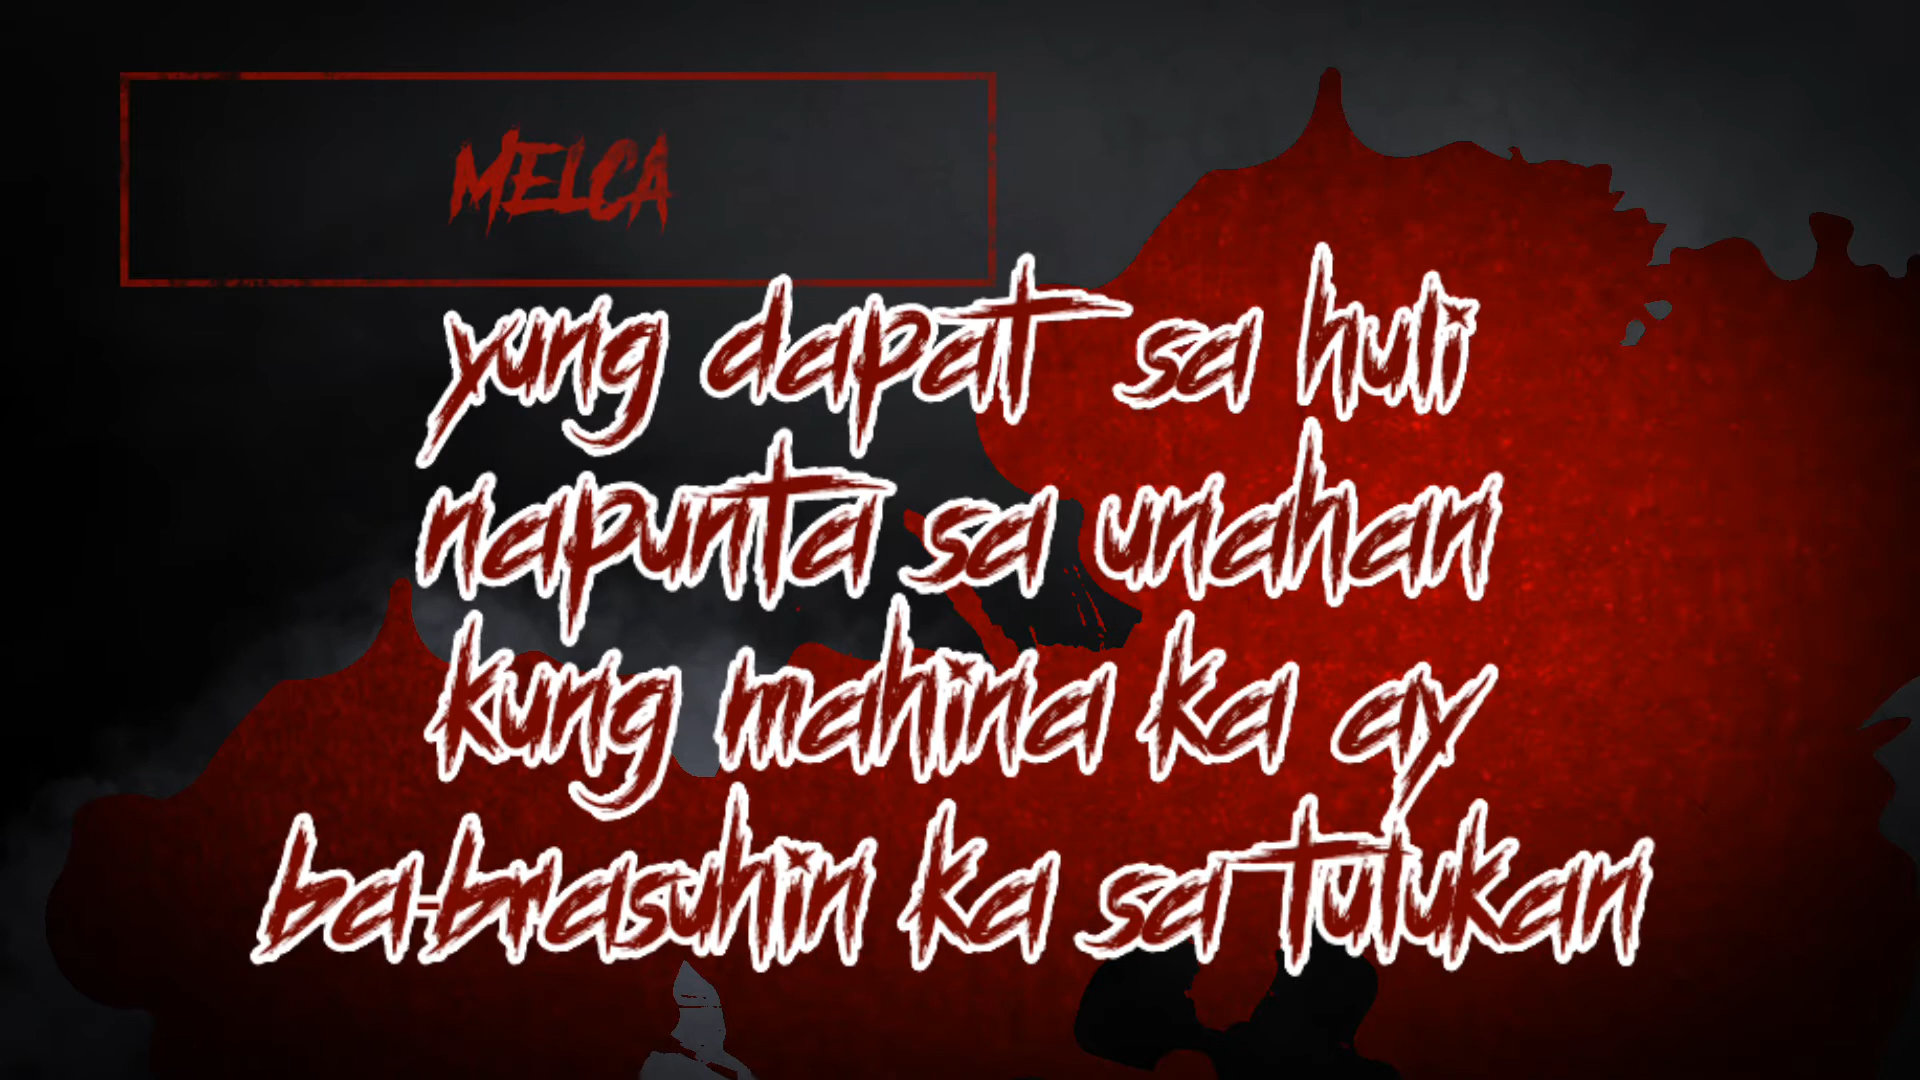 MELCA
yung dapat sa huli
napunta sa unahan
kung mahina ka ay
ba-brasuhin ka sa tulukan